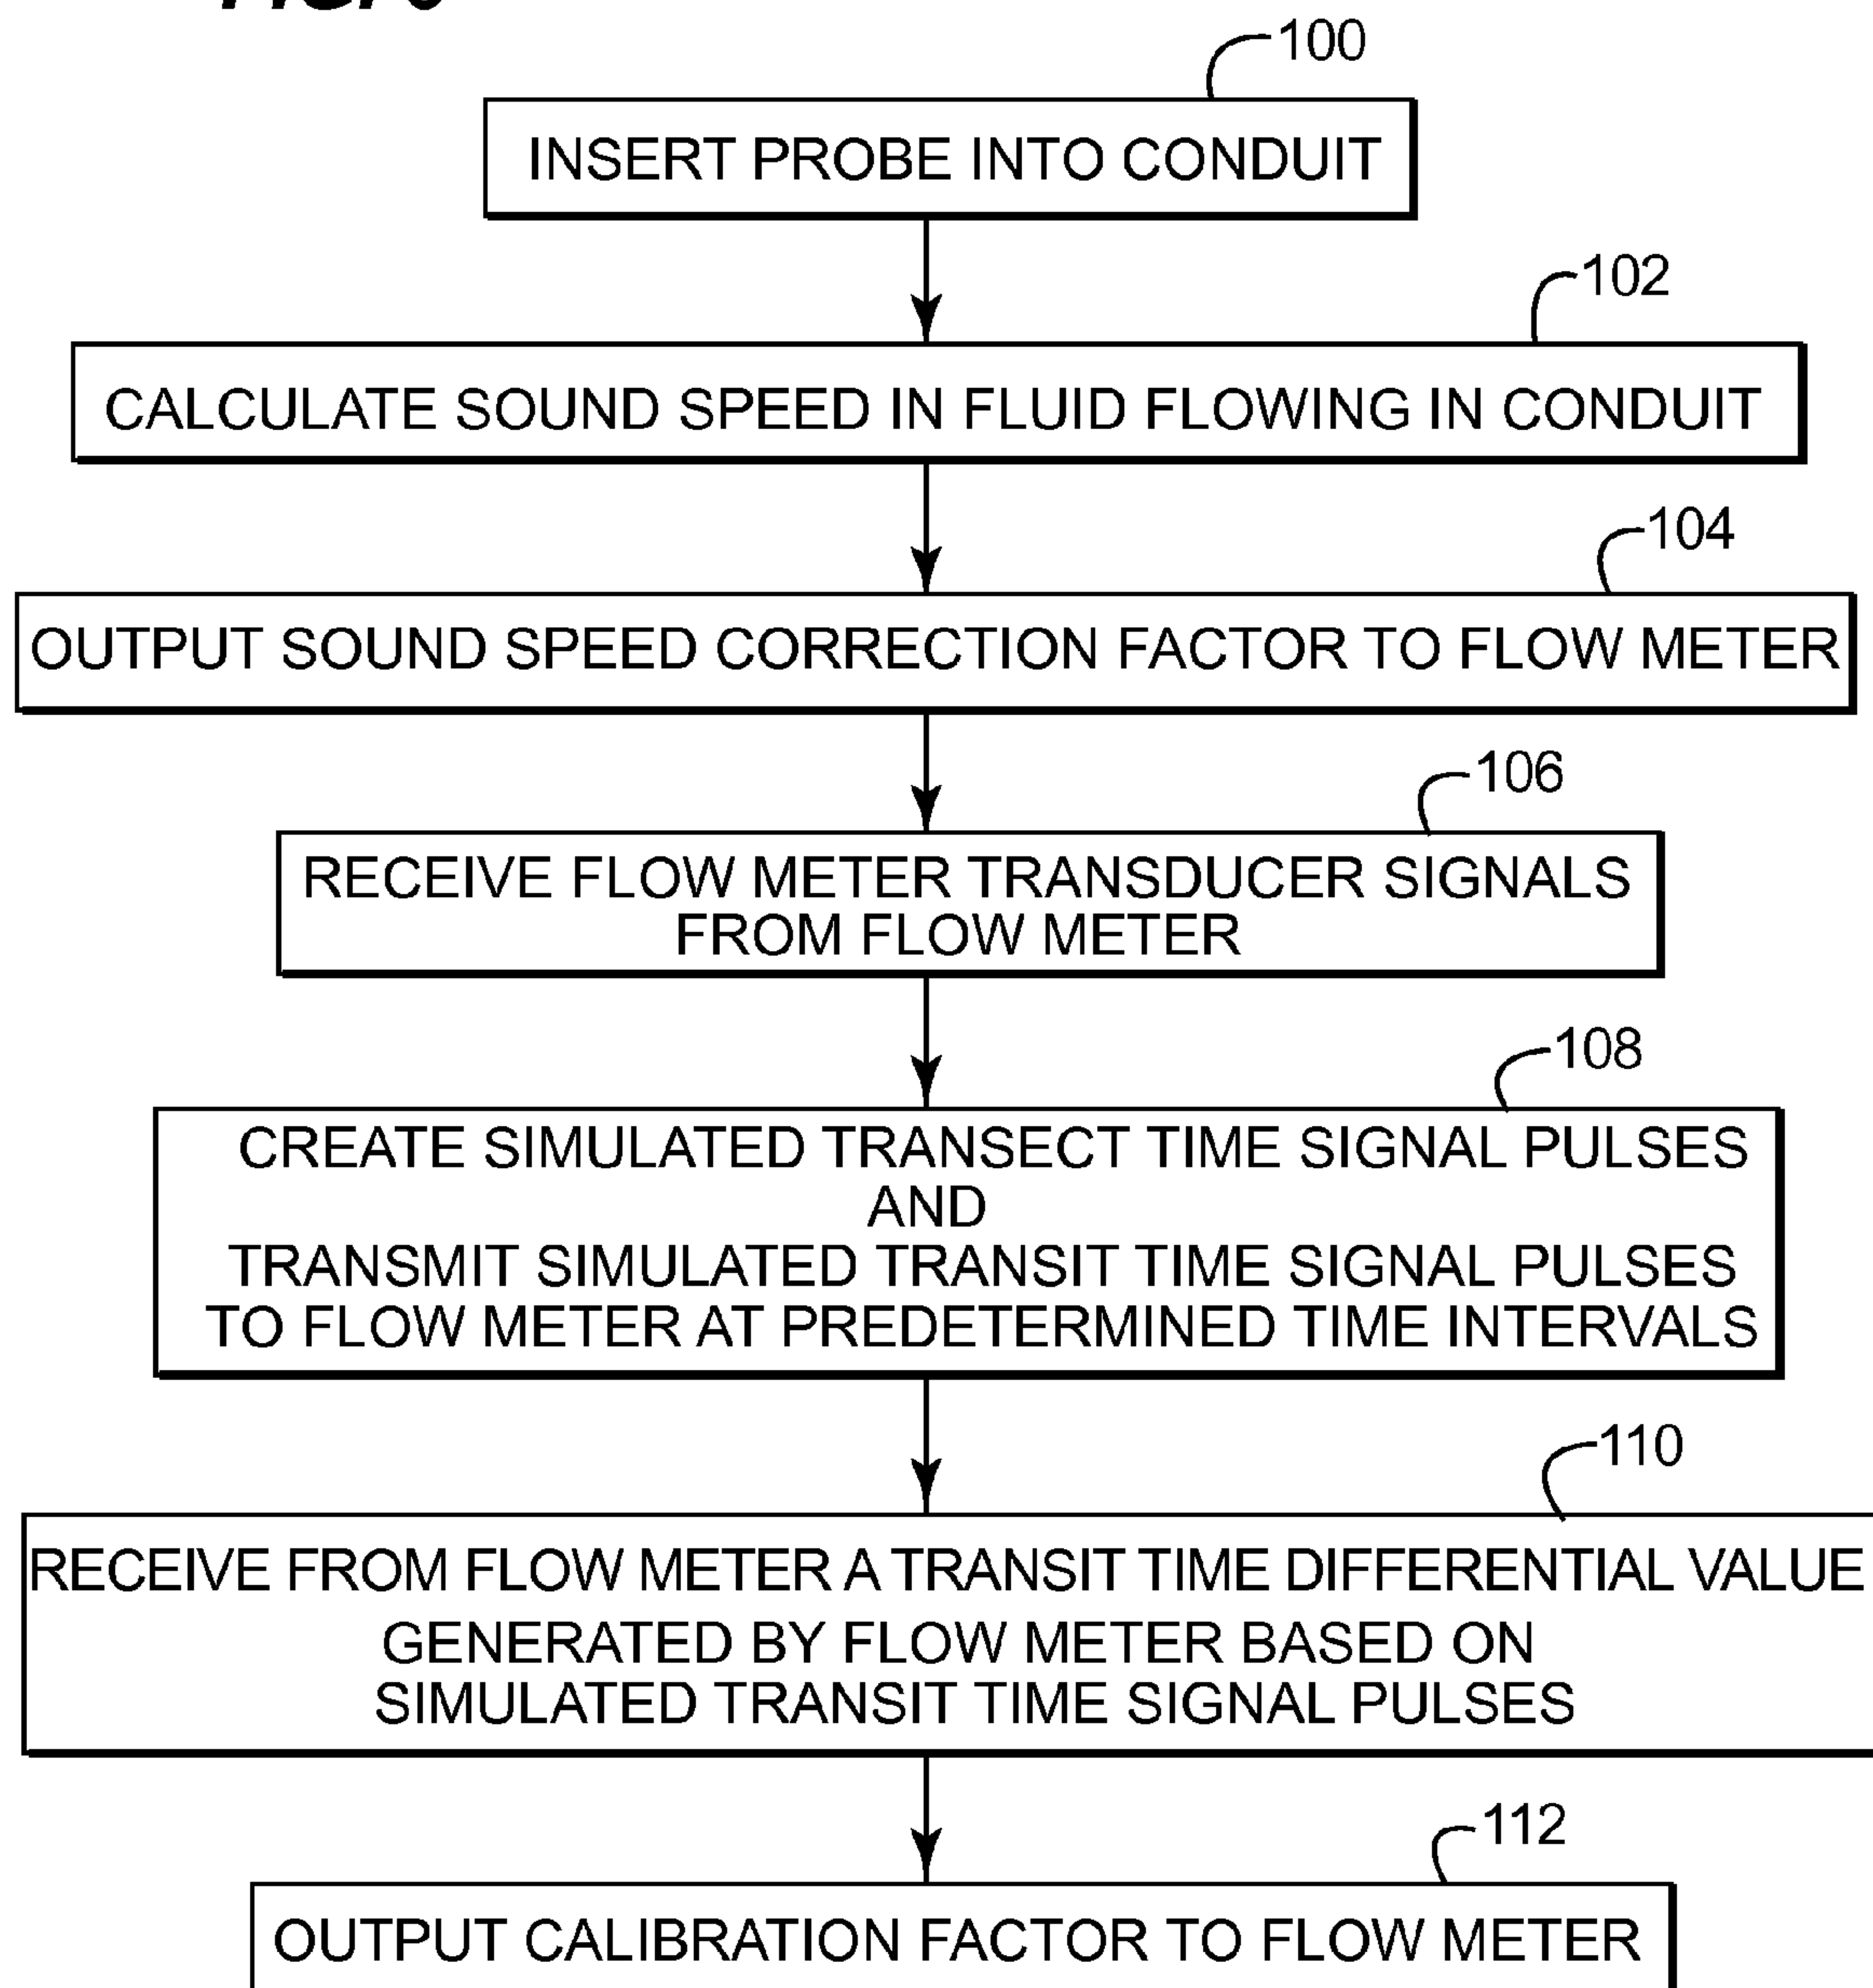 100
INSERT PROBE INTO CONDUIT
102
CALCULATE SOUND SPEED IN FLUID FLOWING IN CONDUIT
104
OUTPUT SOUND SPEED CORRECTION FACTOR TO FLOW METER
106
RECEIVE FLOW METER TRANSDUCER SIGNALS
FROM FLOW METER
108
CREATE SIMULATED TRANSECT TIME SIGNAL PULSES
AND
TRANSMIT SIMULATED TRANSIT TIME SIGNAL PULSES
TO FLOW METER AT PREDETERMINED TIME INTERVALS
110
RECEIVE FROM FLOW METER A TRANSIT TIME DIFFERENTIAL VALUE
GENERATED BY FLOW METER BASED ON
SIMULATED TRANSIT TIME SIGNAL PULSES
112
OUTPUT CALIBRATION FACTOR TO FLOW METER